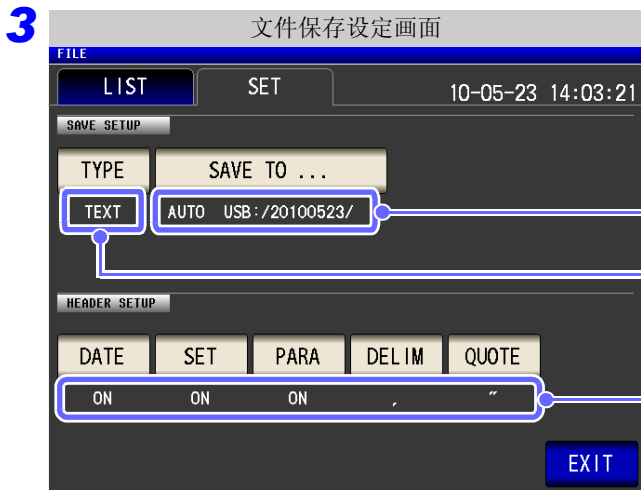 3
文件保存设定画面
FILE
LIST SET 10-05-23 14:03:21
SAVE SETUP
TYPE SAVE TO ...
TEXT AUTO USB:/20100523/
HEADER SETUP
DATE SET PARA DELIM QUOTE
ON ON ON , ″
EXIT